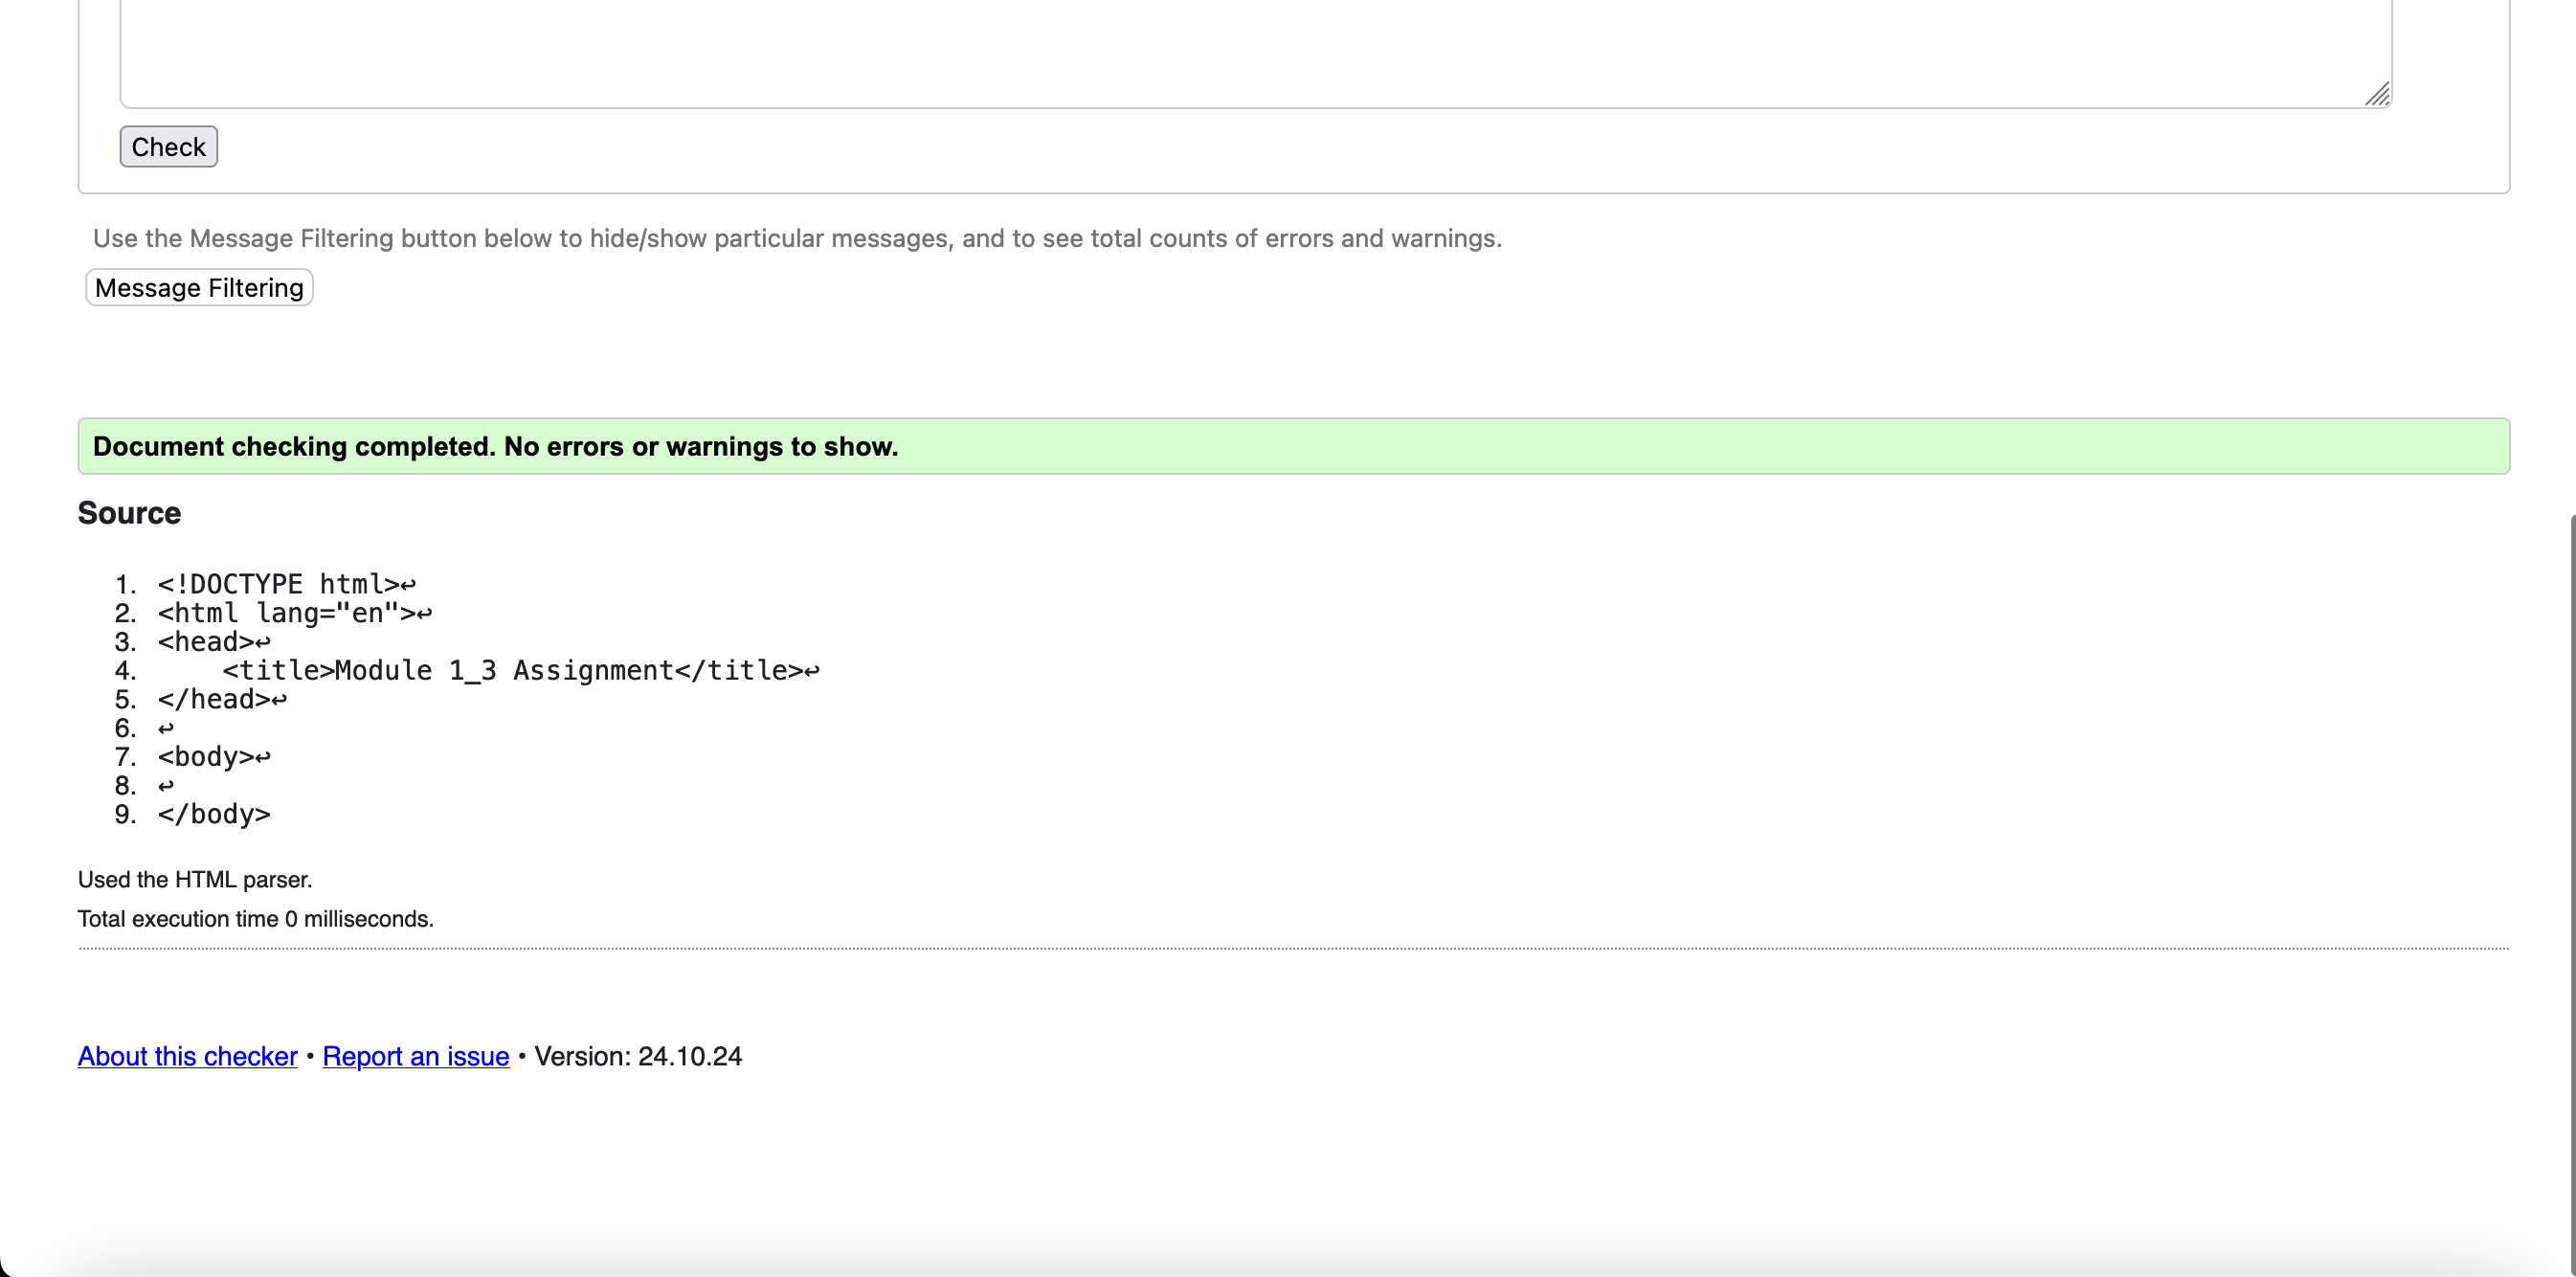 Check
Use the Message Filtering button below to hide/show particular messages, and to see total counts of errors and warnings.
Message Filtering
Document checking completed. No errors or warnings to show.
Source
1. <!DOCTYPE html>↩
2. <html lang="en">↩
3. <head>↩
4.     <title>Module 1_3 Assignment</title>↩
5. </head>↩
6. ↩
7. <body>↩
8. ↩
9. </body>
Used the HTML parser.
Total execution time 0 milliseconds.
About this checker • Report an issue • Version: 24.10.24